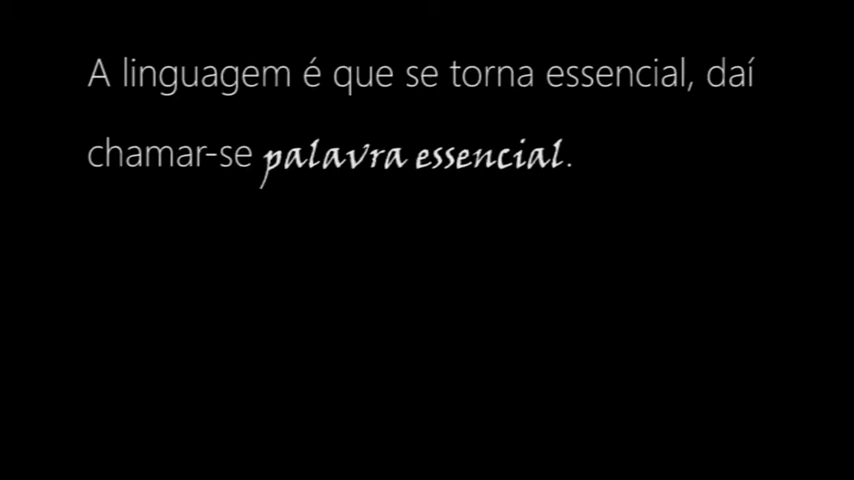 A linguagem é que se torna essencial, daí
chamar-se palavra essencial.